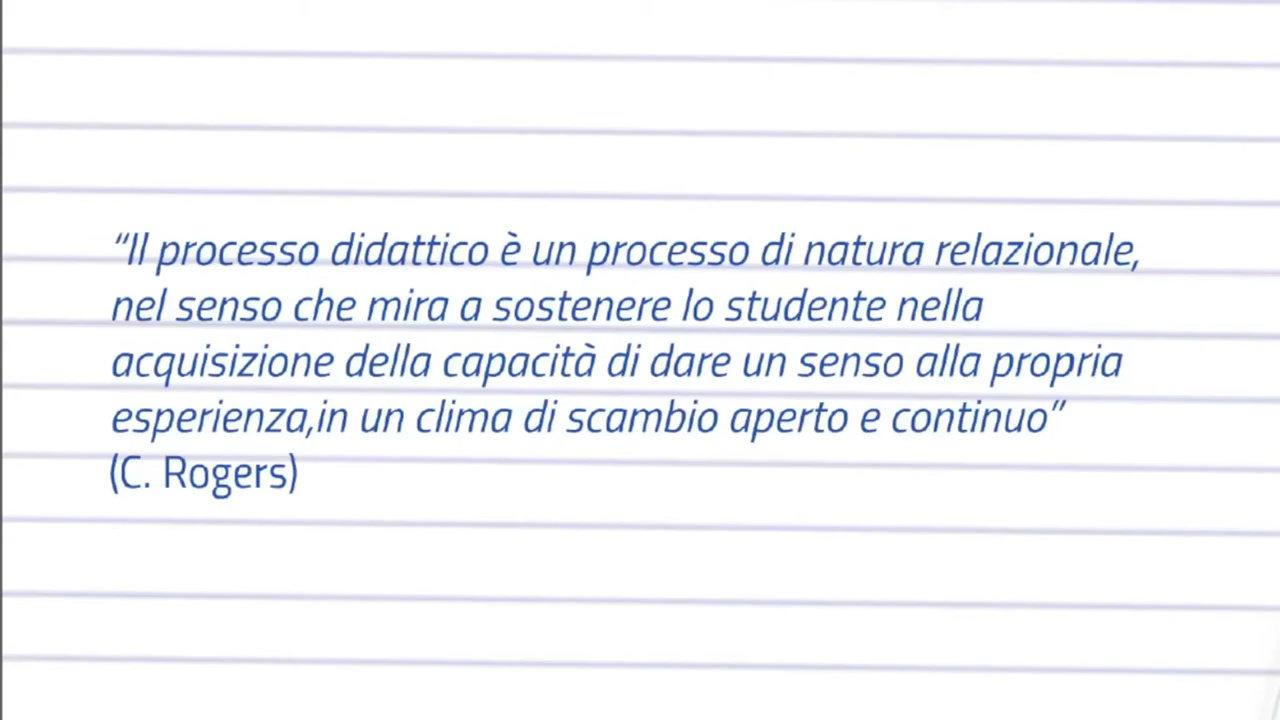 “Il processo didattico è un processo di natura relazionale,
nel senso che mira a sostenere lo studente nella
acquisizione della capacità di dare un senso alla propria
esperienza,in un clima di scambio aperto e continuo”
(C. Rogers)